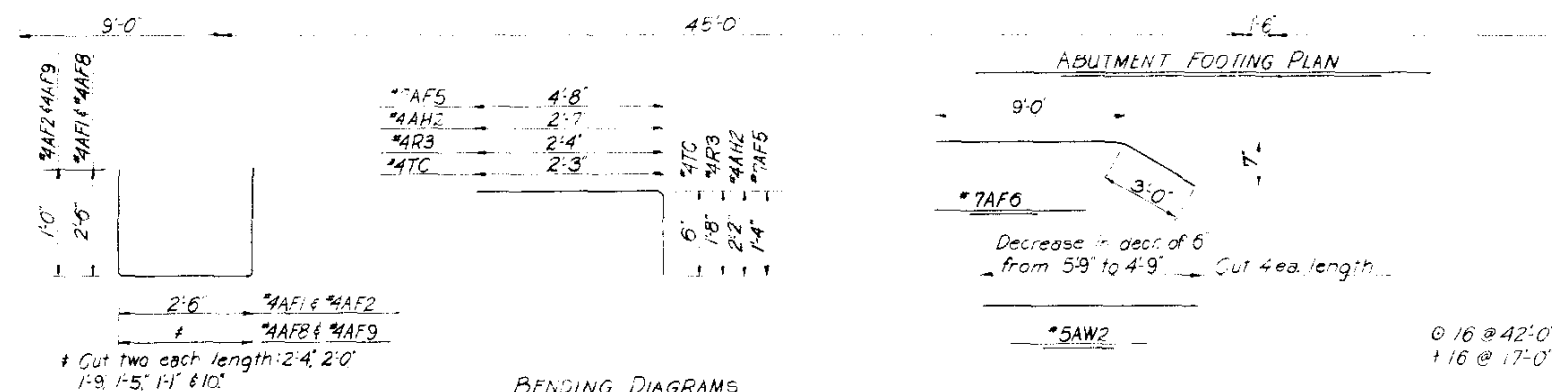 9'-0" 45'-0" 1'-6"
ABUTMENT FOOTING PLAN
#4AF2 & #4AF9
#4AF1 & #4AF8
1'-0"
2'-6"
2'-6" #4AF1 & #4AF2
‡ #4AF8 & #4AF9
‡ Cut two each length: 2'-4", 2'-0"
1'-9", 1'-5", 1'-1" & 10"
#7AF5 4'-8"
#4AH2 2'-7"
#4R3 2'-4"
#4TC 2'-3"
#4TC #4R3 #4AH2 #7AF5
6" 1'-8" 2'-2" 1'-4"
BENDING DIAGRAMS
9'-0"
7"
3'-0"
#7AF6
Decrease in decr. of 6"
from 5'-9" to 4'-9" Cut 4 ea. length
#5AW2
⊙ 16 @ 42'-0"
† 16 @ 17'-0"